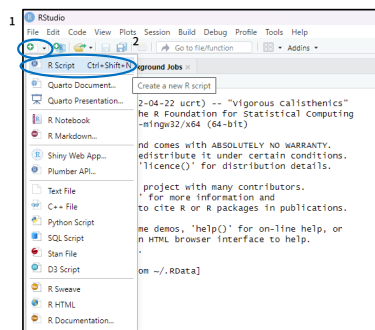 1
RStudio
File Edit Code View Plots Session Build Debug Profile Tools Help
2
Go to file/function
Addins
R Script Ctrl+Shift+N
kground Jobs
Create a new R script
Quarto Document...
Quarto Presentation...
R Notebook
R Markdown...
Shiny Web App...
Plumber API...
Text File
C++ File
Python Script
SQL Script
Stan File
D3 Script
R Sweave
R HTML
R Documentation...
2-04-22 ucrt) -- "vigorous Calisthenics"
he R Foundation for Statistical Computing
-mingw32/x64 (64-bit)
nd comes with ABSOLUTELY NO WARRANTY.
edistribute it under certain conditions.
'licence()' for distribution details.
project with many contributors.
' for more information and
to cite R or R packages in publications.
me demos, 'help()' for on-line help, or
n HTML browser interface to help.
.
om ~/.RData]